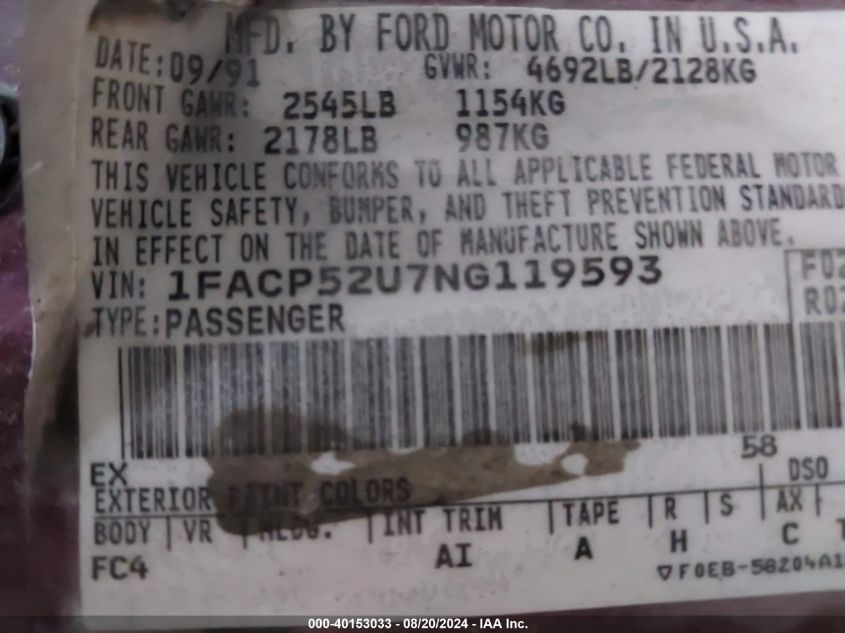 MFD. BY FORD MOTOR CO. IN U.S.A.
DATE: 09/91 GVWR: 4692LB/2128KG
FRONT GAWR: 2545LB 1154KG
REAR GAWR: 2178LB 987KG
THIS VEHICLE CONFORMS TO ALL APPLICABLE FEDERAL MOTOR
VEHICLE SAFETY, BUMPER, AND THEFT PREVENTION STANDARD
IN EFFECT ON THE DATE OF MANUFACTURE SHOWN ABOVE.
VIN: 1FACP52U7NG119593 F02
TYPE: PASSENGER R02
58
EX DSO
EXTERIOR PAINT COLORS
BODY | VR | MLDG. | INT TRIM | TAPE | R | S | AX |
FC4 AI A H C
▽F0EB-58204A1
000-40153033 - 08/20/2024 - IAA Inc.